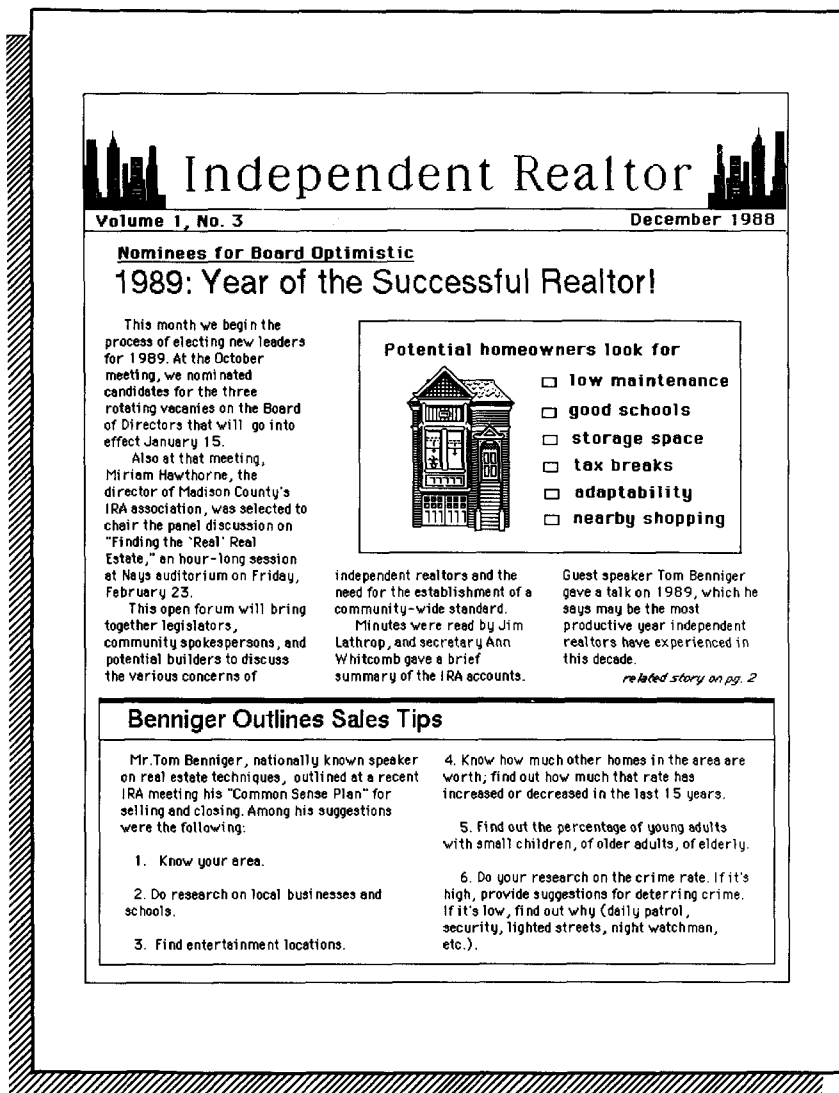 Independent Realtor
Volume 1, No. 3 December 1988
Nominees for Board Optimistic
1989: Year of the Successful Realtor!
This month we begin the
process of electing new leaders
for 1989. At the October
meeting, we nominated
candidates for the three
rotating vacanies on the Board
of Directors that will go into
effect January 15.
Also at that meeting,
Miriam Hawthorne, the
director of Madison County's
IRA association, was selected to
chair the panel discussion on
"Finding the `Real' Real
Estate," an hour-long session
at Nays auditorium on Friday,
February 23.
This open forum will bring
together legislators,
community spokespersons, and
potential builders to discuss
the various concerns of
Potential homeowners look for
low maintenance
good schools
storage space
tax breaks
adaptability
nearby shopping
independent realtors and the
need for the establishment of a
community-wide standard.
Minutes were read by Jim
Lathrop, and secretary Ann
Whitcomb gave a brief
summary of the IRA accounts.
Guest speaker Tom Benniger
gave a talk on 1989, which he
says may be the most
productive year independent
realtors have experienced in
this decade.
related story on pg. 2
Benniger Outlines Sales Tips
Mr.Tom Benniger, nationally known speaker
on real estate techniques, outlined at a recent
IRA meeting his "Common Sense Plan" for
selling and closing. Among his suggestions
were the following:
1. Know your area.
2. Do research on local businesses and
schools.
3. Find entertainment locations.
4. Know how much other homes in the area are
worth; find out how much that rate has
increased or decreased in the last 15 years.
5. Find out the percentage of young adults
with small children, of older adults, of elderly.
6. Do your research on the crime rate. If it's
high, provide suggestions for deterring crime.
If it's low, find out why (daily patrol,
security, lighted streets, night watchman,
etc.).